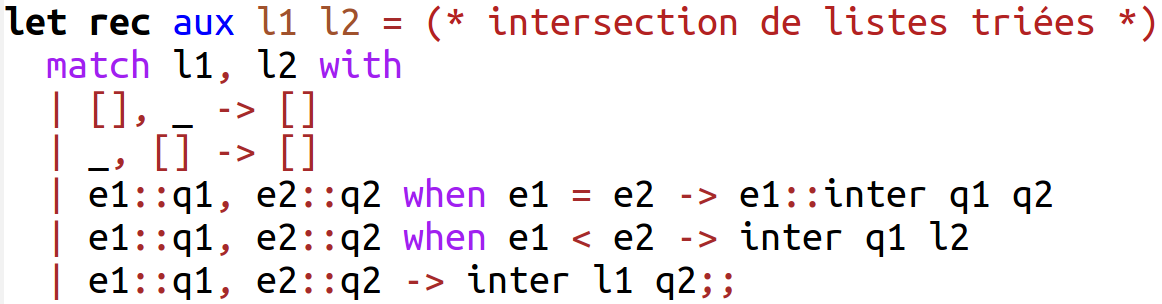 let rec aux l1 l2 = (* intersection de listes triées *)
match l1, l2 with
| [], _ -> []
| _, [] -> []
| e1::q1, e2::q2 when e1 = e2 -> e1::inter q1 q2
| e1::q1, e2::q2 when e1 < e2 -> inter q1 l2
| e1::q1, e2::q2 -> inter l1 q2;;